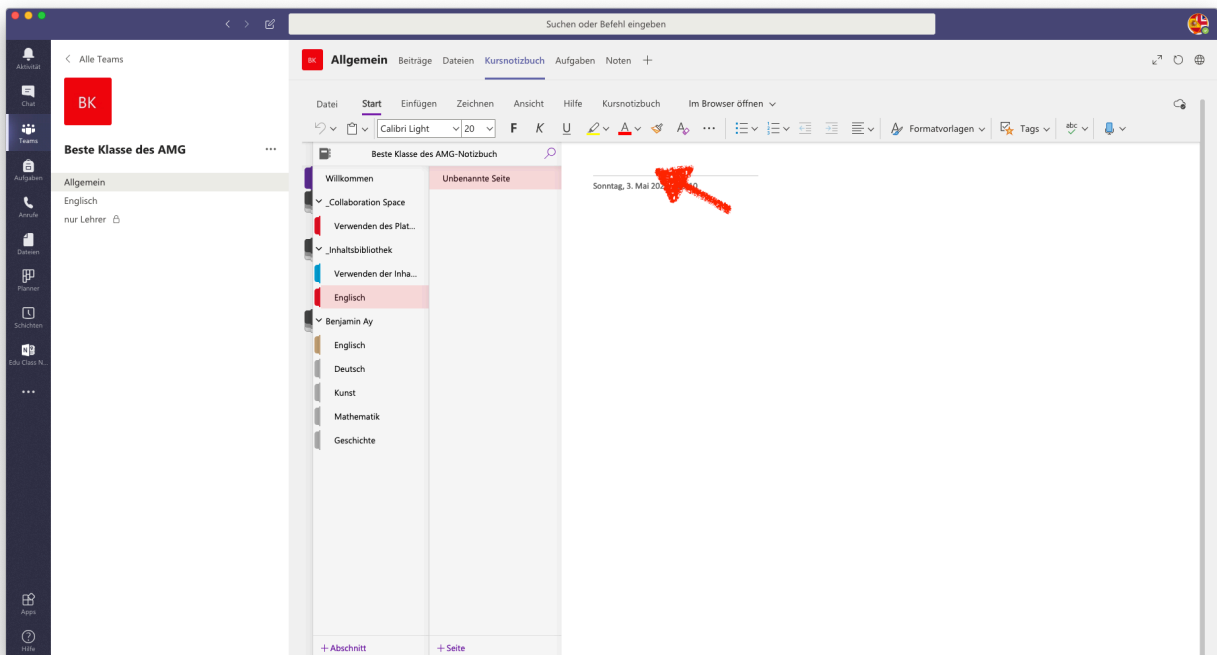 Suchen oder Befehl eingeben
Aktivität
Chat
Teams
Aufgaben
Anrufe
Dateien
Planner
Schichten
Edu Class N...
Apps
Hilfe
Alle Teams
BK
Beste Klasse des AMG
Allgemein
Englisch
nur Lehrer
BK
Allgemein Beiträge Dateien Kursnotizbuch Aufgaben Noten +
Datei Start Einfügen Zeichnen Ansicht Hilfe Kursnotizbuch Im Browser öffnen
Calibri Light 20 F K U A A Formatvorlagen Tags abc
Beste Klasse des AMG-Notizbuch
Willkommen
_Collaboration Space
Verwenden des Plat...
_Inhaltsbibliothek
Verwenden der Inha...
Englisch
Benjamin Ay
Englisch
Deutsch
Kunst
Mathematik
Geschichte
+ Abschnitt
Unbenannte Seite
+ Seite
Sonntag, 3. Mai